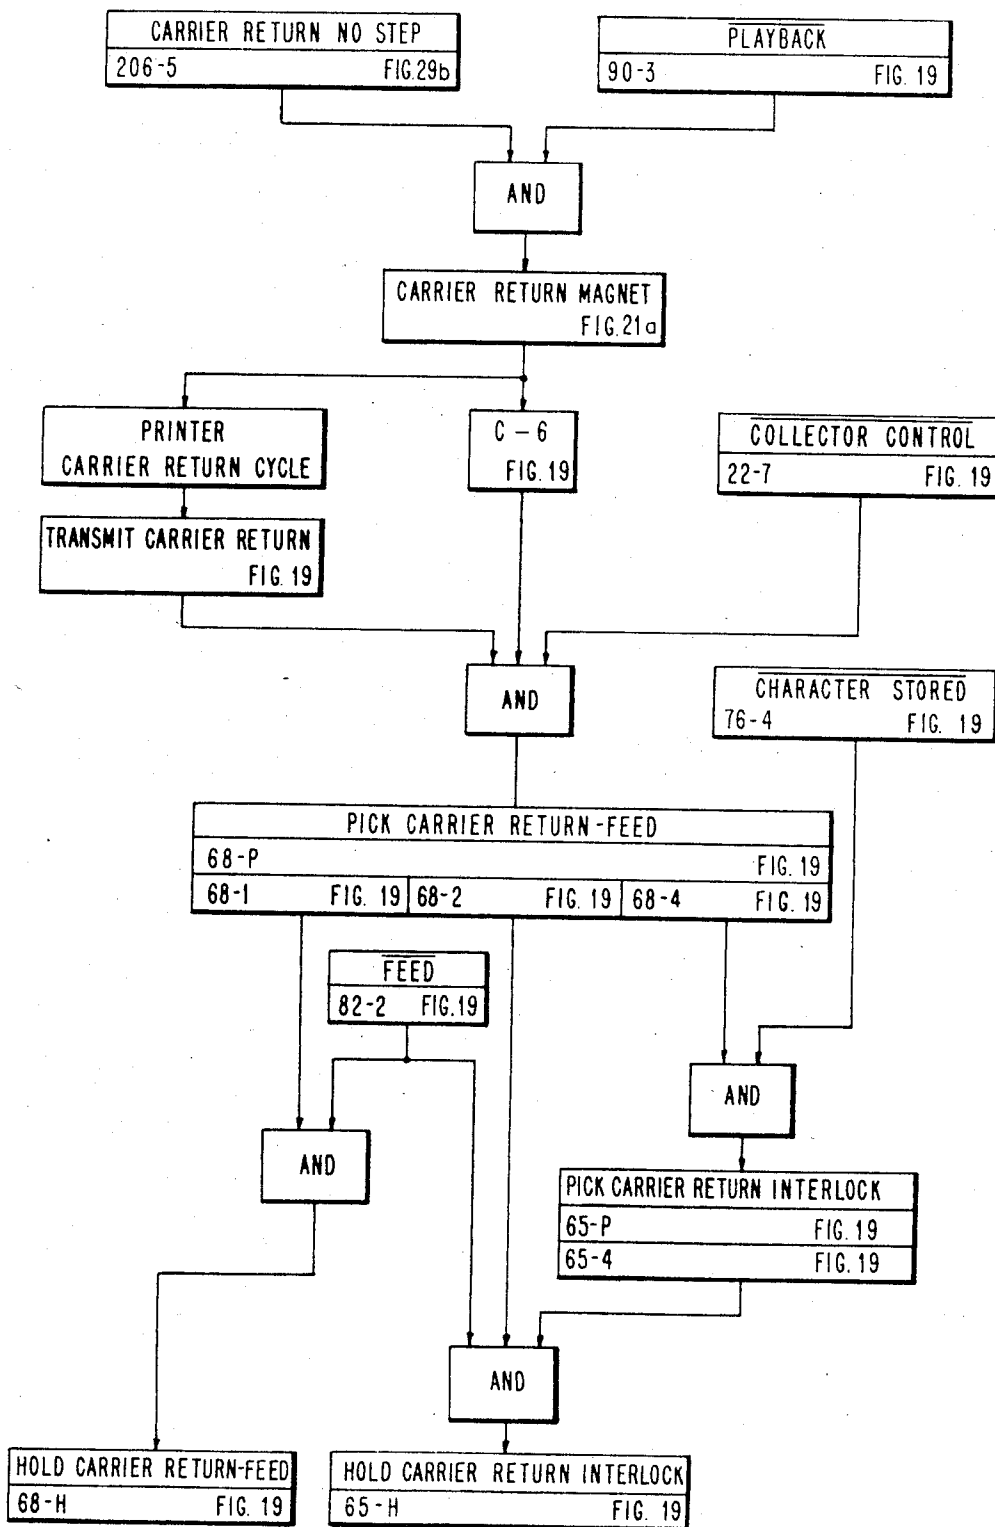 CARRIER RETURN NO STEP
206-5 FIG.29b
PLAYBACK
90-3 FIG. 19
AND
CARRIER RETURN MAGNET
FIG.21a
PRINTER
CARRIER RETURN CYCLE
C-6
FIG.19
COLLECTOR CONTROL
22-7 FIG. 19
TRANSMIT CARRIER RETURN
FIG. 19
AND
CHARACTER STORED
76-4 FIG. 19
PICK CARRIER RETURN-FEED
68-P FIG. 19
68-1 FIG. 19 68-2 FIG. 19 68-4 FIG. 19
FEED
82-2 FIG.19
AND
AND
PICK CARRIER RETURN INTERLOCK
65-P FIG. 19
65-4 FIG. 19
AND
HOLD CARRIER RETURN-FEED
68-H FIG. 19
HOLD CARRIER RETURN INTERLOCK
65-H FIG. 19